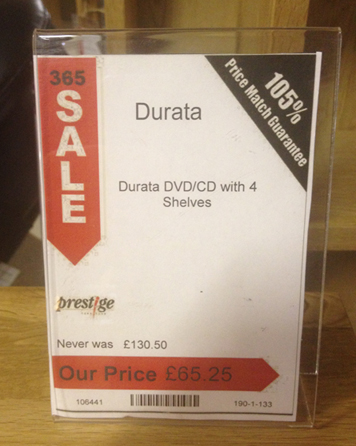 365
SALE
105%
Price Match Guarantee
Durata
Durata DVD/CD with 4
Shelves
prestige
Never was £130.50
Our Price £65.25
106441
190-1-133